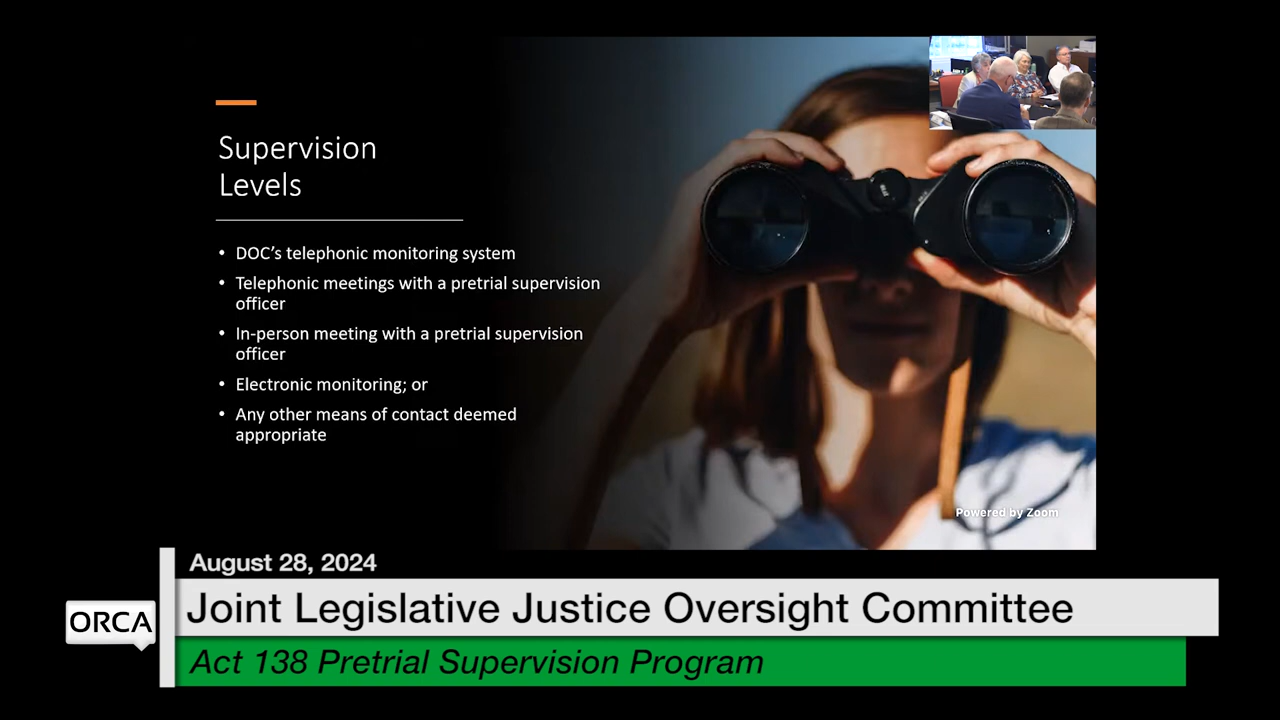 Supervision
Levels
• DOC's telephonic monitoring system
• Telephonic meetings with a pretrial supervision
officer
• In-person meeting with a pretrial supervision
officer
• Electronic monitoring; or
• Any other means of contact deemed
appropriate
Powered by Zoom
August 28, 2024
ORCA
Joint Legislative Justice Oversight Committee
Act 138 Pretrial Supervision Program